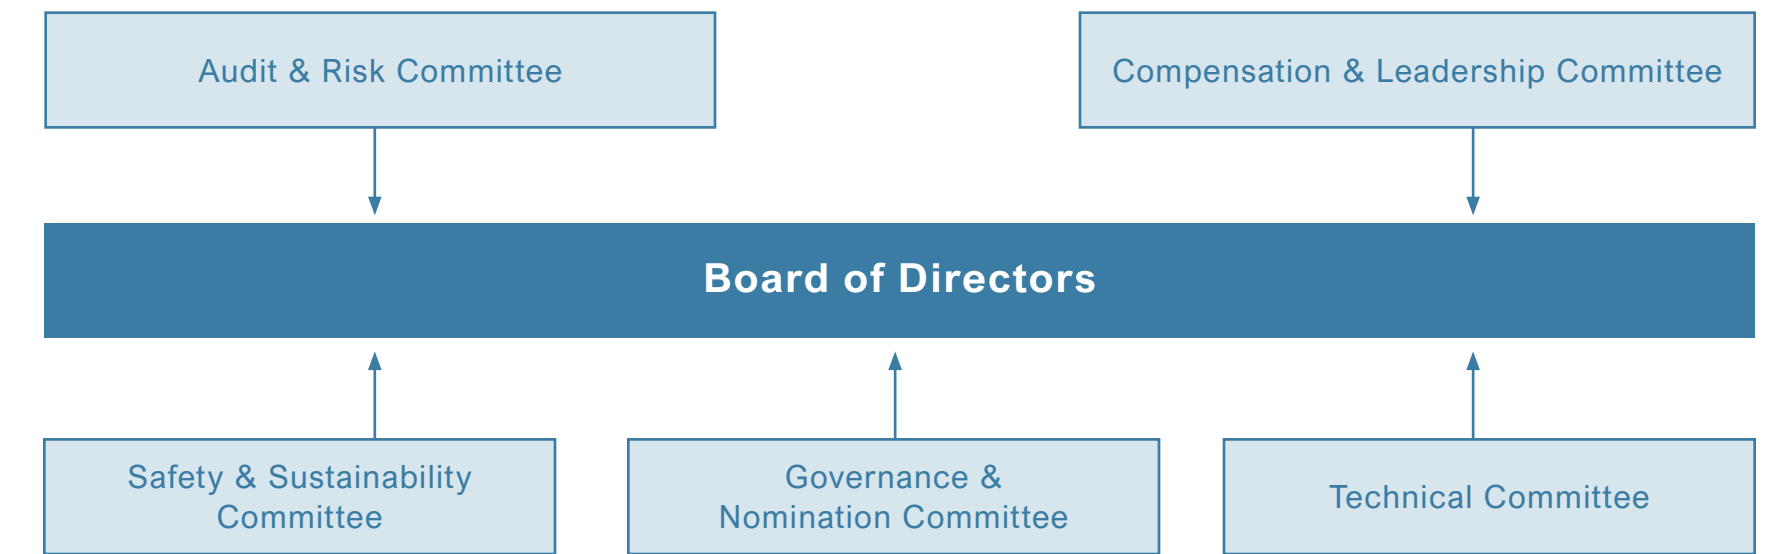 Audit & Risk Committee
Compensation & Leadership Committee
Board of Directors
Safety & Sustainability
Committee
Governance &
Nomination Committee
Technical Committee